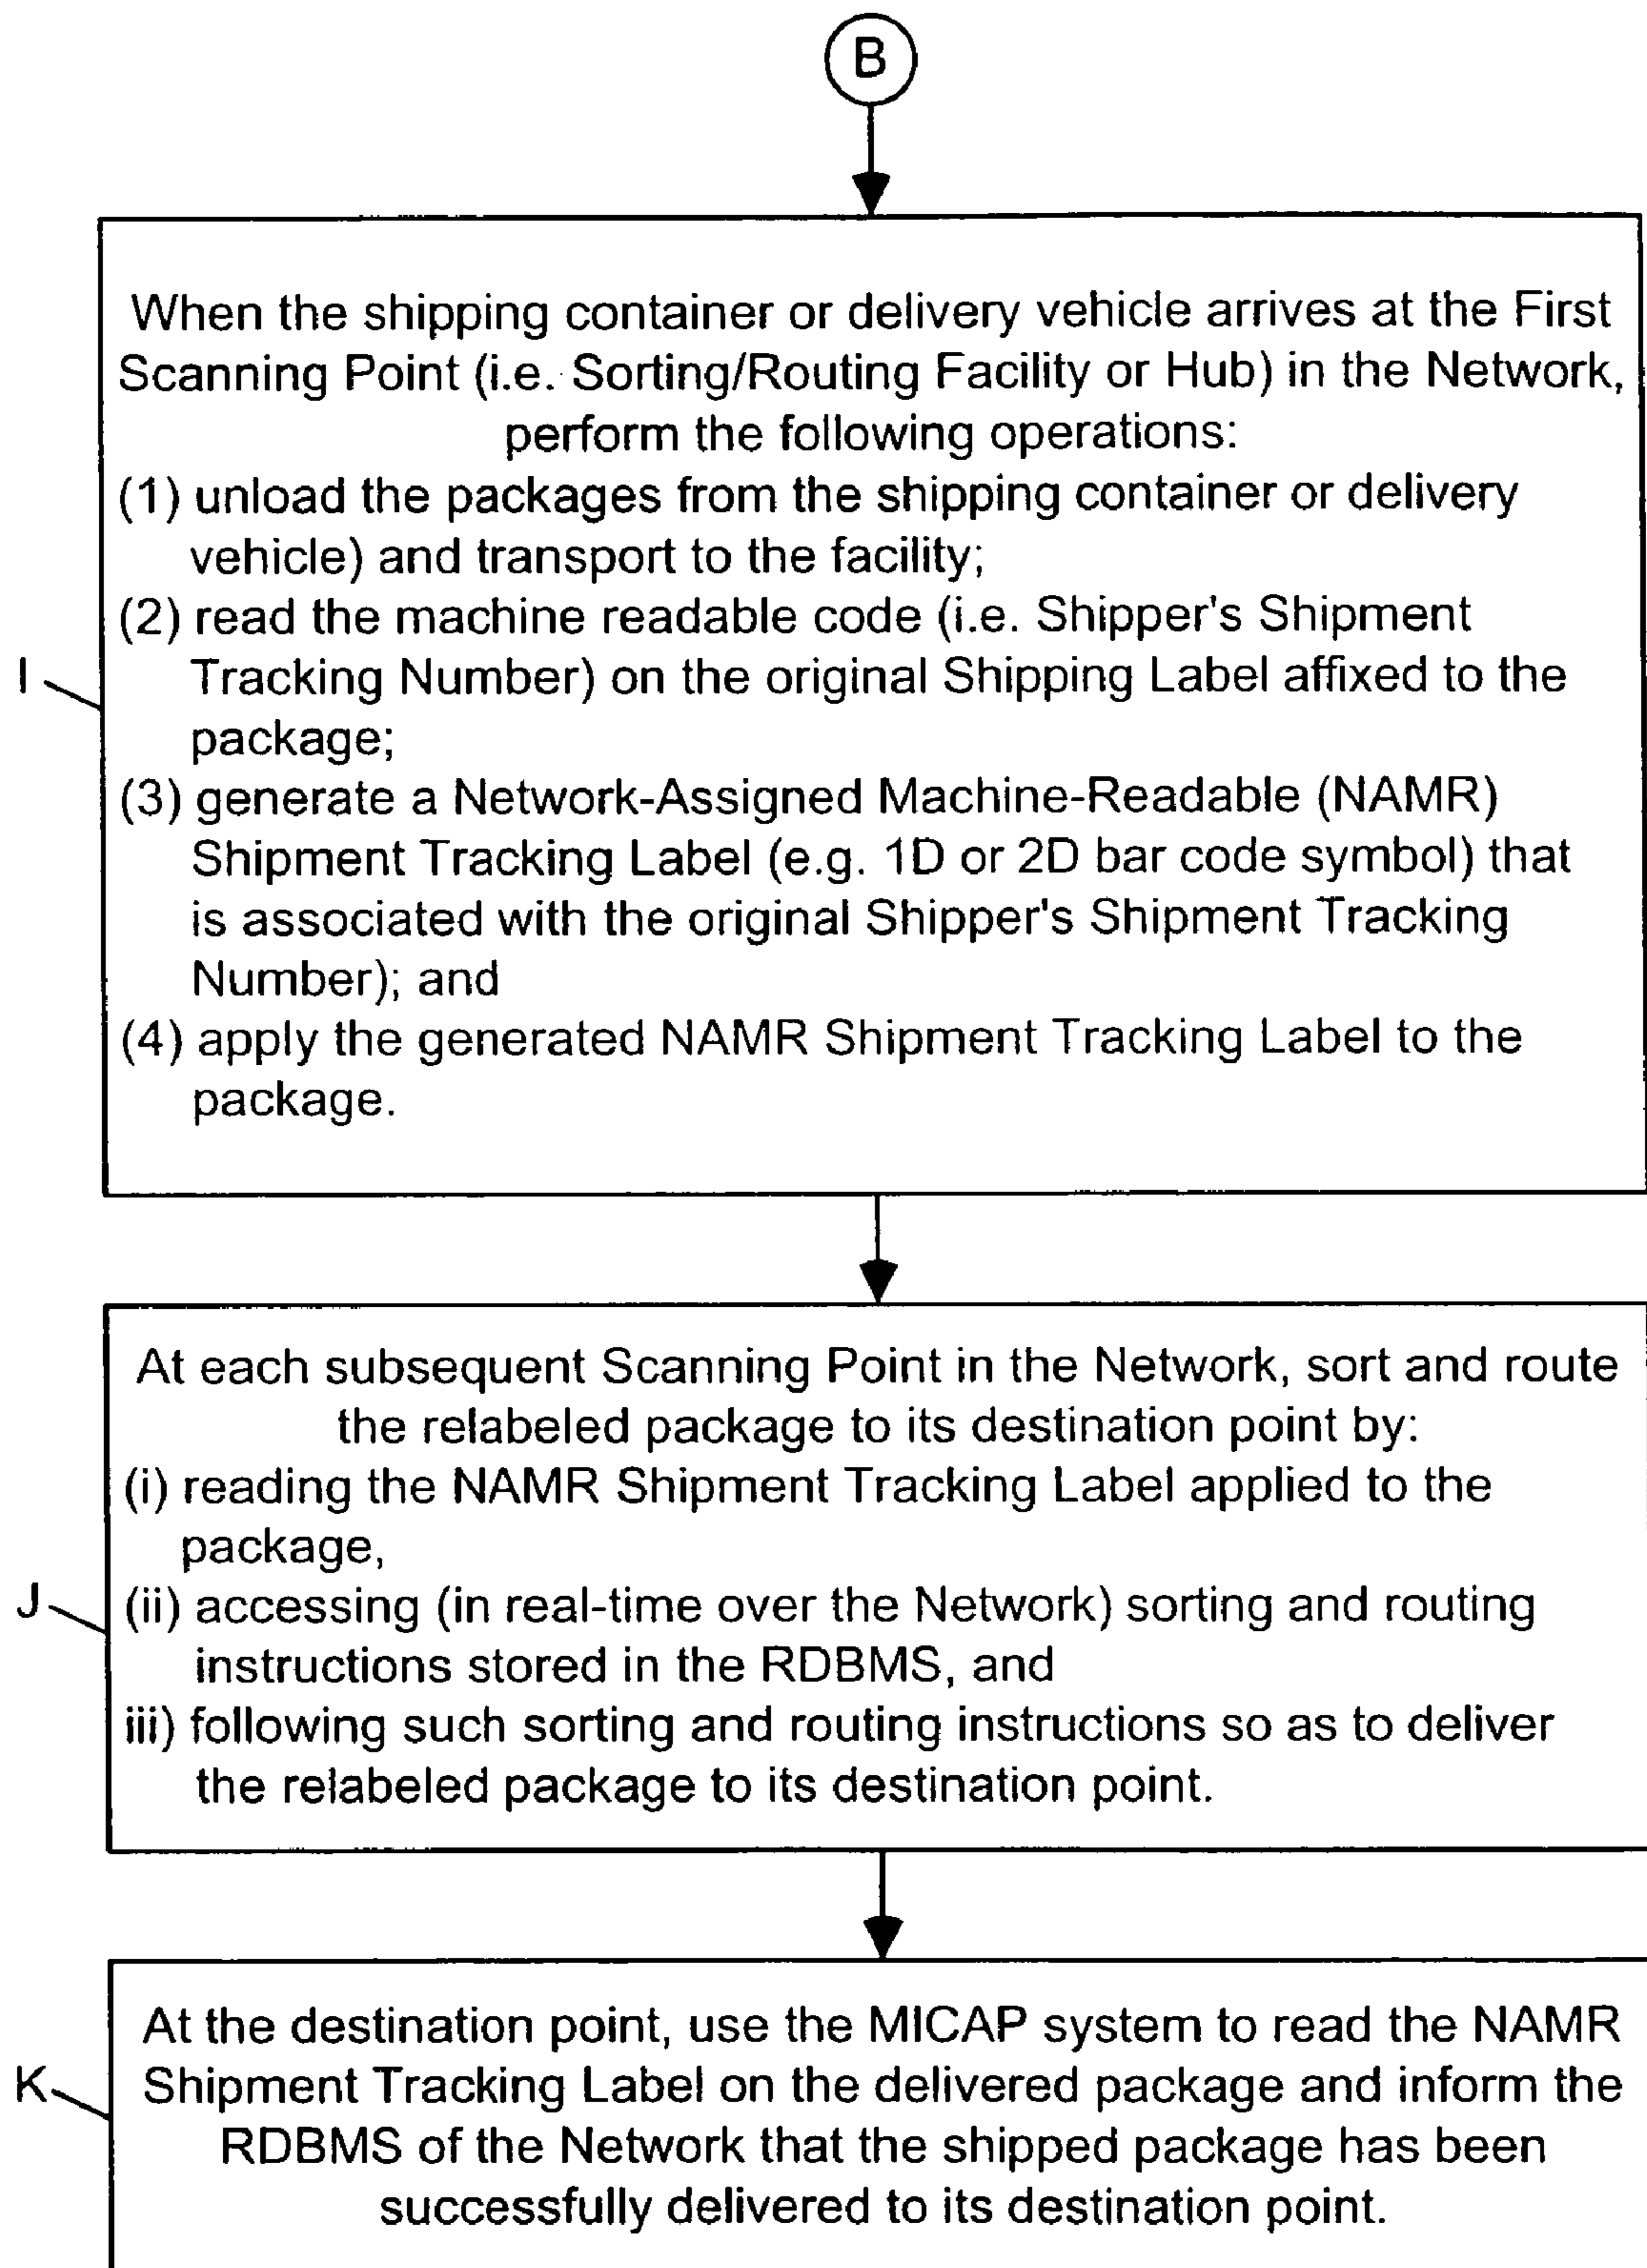 B
When the shipping container or delivery vehicle arrives at the First
Scanning Point (i.e. Sorting/Routing Facility or Hub) in the Network,
perform the following operations:
(1) unload the packages from the shipping container or delivery
vehicle) and transport to the facility;
(2) read the machine readable code (i.e. Shipper's Shipment
Tracking Number) on the original Shipping Label affixed to the
package;
(3) generate a Network-Assigned Machine-Readable (NAMR)
Shipment Tracking Label (e.g. 1D or 2D bar code symbol) that
is associated with the original Shipper's Shipment Tracking
Number); and
(4) apply the generated NAMR Shipment Tracking Label to the
package.
I
At each subsequent Scanning Point in the Network, sort and route
the relabeled package to its destination point by:
(i) reading the NAMR Shipment Tracking Label applied to the
package,
(ii) accessing (in real-time over the Network) sorting and routing
instructions stored in the RDBMS, and
iii) following such sorting and routing instructions so as to deliver
the relabeled package to its destination point.
J
At the destination point, use the MICAP system to read the NAMR
Shipment Tracking Label on the delivered package and inform the
RDBMS of the Network that the shipped package has been
successfully delivered to its destination point.
K